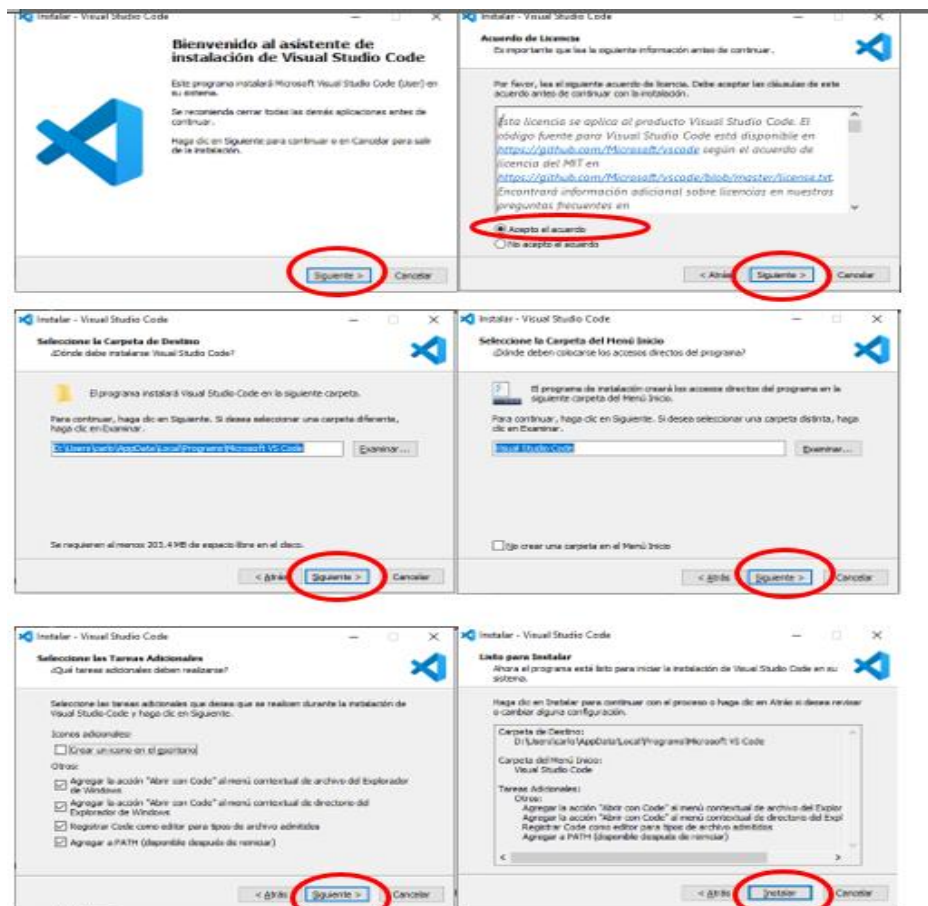 Instalar - Visual Studio Code
Bienvenido al asistente de
instalación de Visual Studio Code
Este programa instalará Microsoft Visual Studio Code (User) en
su sistema.
Se recomienda cerrar todas las demás aplicaciones antes de
continuar.
Haga clic en Siguiente para continuar o en Cancelar para salir
de la instalación.
Siguiente >
Cancelar
Instalar - Visual Studio Code
Acuerdo de Licencia
Es importante que lea la siguiente información antes de continuar.
Por favor, lea el siguiente acuerdo de licencia. Debe aceptar las cláusulas de este
acuerdo antes de continuar con la instalación.
Esta licencia se aplica al producto Visual Studio Code. El
código fuente para Visual Studio Code está disponible en
https://github.com/Microsoft/vscode según el acuerdo de
licencia del MIT en
https://github.com/Microsoft/vscode/blob/master/license.txt.
Encontrará información adicional sobre licencias en nuestras
preguntas frecuentes en
Acepto el acuerdo
No acepto el acuerdo
< Atrás
Siguiente >
Cancelar
Instalar - Visual Studio Code
Seleccione la Carpeta de Destino
¿Dónde debe instalarse Visual Studio Code?
El programa instalará Visual Studio Code en la siguiente carpeta.
Para continuar, haga clic en Siguiente. Si desea seleccionar una carpeta diferente,
haga clic en Examinar.
D:\Users\carlo\AppData\Local\Programs\Microsoft VS Code
Examinar...
Se requieren al menos 203.4 MB de espacio libre en el disco.
< Atrás
Siguiente >
Cancelar
Instalar - Visual Studio Code
Seleccione la Carpeta del Menú Inicio
¿Dónde deben colocarse los accesos directos del programa?
El programa de instalación creará los accesos directos del programa en la
siguiente carpeta del Menú Inicio.
Para continuar, haga clic en Siguiente. Si desea seleccionar una carpeta distinta, haga
clic en Examinar.
Visual Studio Code
Examinar...
No crear una carpeta en el Menú Inicio
< Atrás
Siguiente >
Cancelar
Instalar - Visual Studio Code
Seleccione las Tareas Adicionales
¿Qué tareas adicionales deben realizarse?
Seleccione las tareas adicionales que desea que se realicen durante la instalación de
Visual Studio Code y haga clic en Siguiente.
Iconos adicionales:
Crear un icono en el escritorio
Otros:
Agregar la acción "Abrir con Code" al menú contextual de archivo del Explorador
de Windows
Agregar la acción "Abrir con Code" al menú contextual de directorio del
Explorador de Windows
Registrar Code como editor para tipos de archivo admitidos
Agregar a PATH (disponible después de reiniciar)
< Atrás
Siguiente >
Cancelar
Instalar - Visual Studio Code
Listo para Instalar
Ahora el programa está listo para iniciar la instalación de Visual Studio Code en su
sistema.
Haga clic en Instalar para continuar con el proceso o haga clic en Atrás si desea revisar
o cambiar alguna configuración.
Carpeta de Destino:
D:\Users\carlo\AppData\Local\Programs\Microsoft VS Code
Carpeta del Menú Inicio:
Visual Studio Code
Tareas Adicionales:
Otros:
Agregar la acción "Abrir con Code" al menú contextual de archivo del Explor
Agregar la acción "Abrir con Code" al menú contextual de directorio del Expl
Registrar Code como editor para tipos de archivo admitidos
Agregar a PATH (disponible después de reiniciar)
< Atrás
Instalar
Cancelar